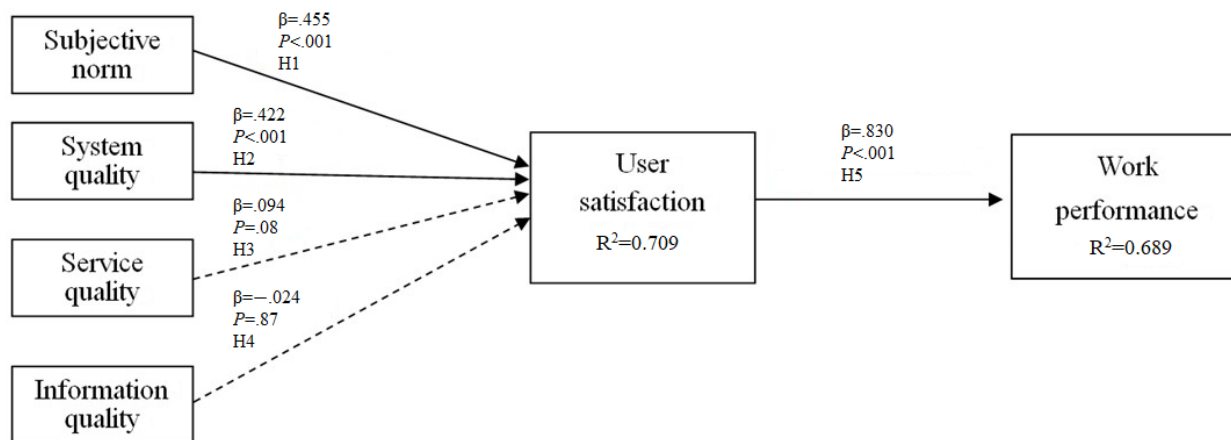 Subjective
norm
β=.455
P<.001
H1
System
quality
β=.422
P<.001
H2
Service
quality
β=.094
P=.08
H3
Information
quality
β=−.024
P=.87
H4
User
satisfaction
R²=0.709
β=.830
P<.001
H5
Work
performance
R²=0.689